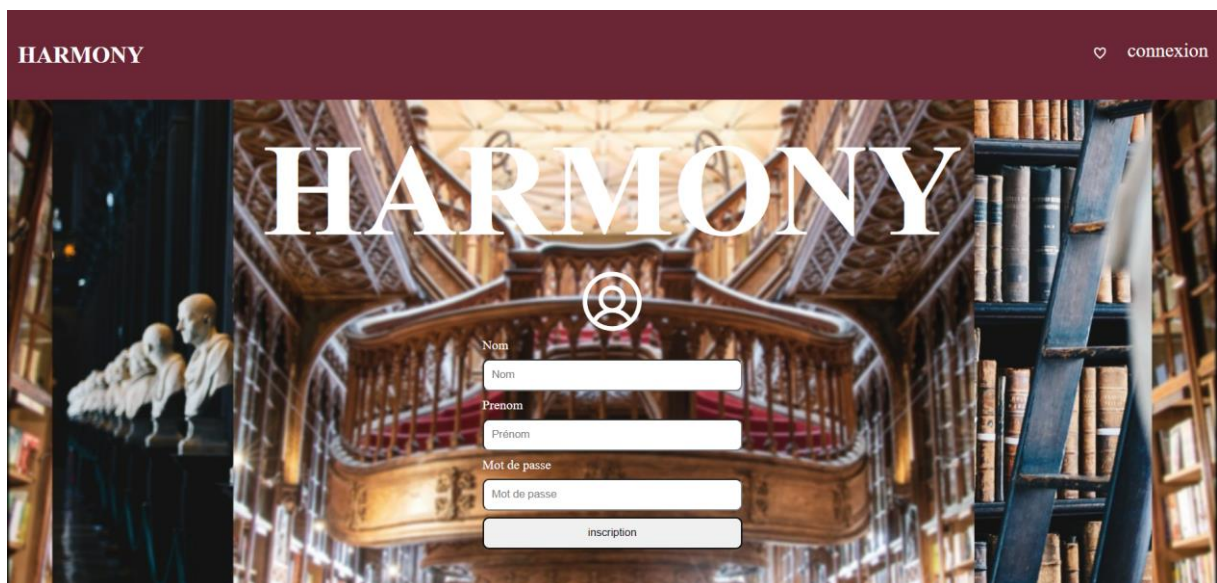 HARMONY
connexion
HARMONY
Nom
Nom
Prenom
Prénom
Mot de passe
Mot de passe
inscription